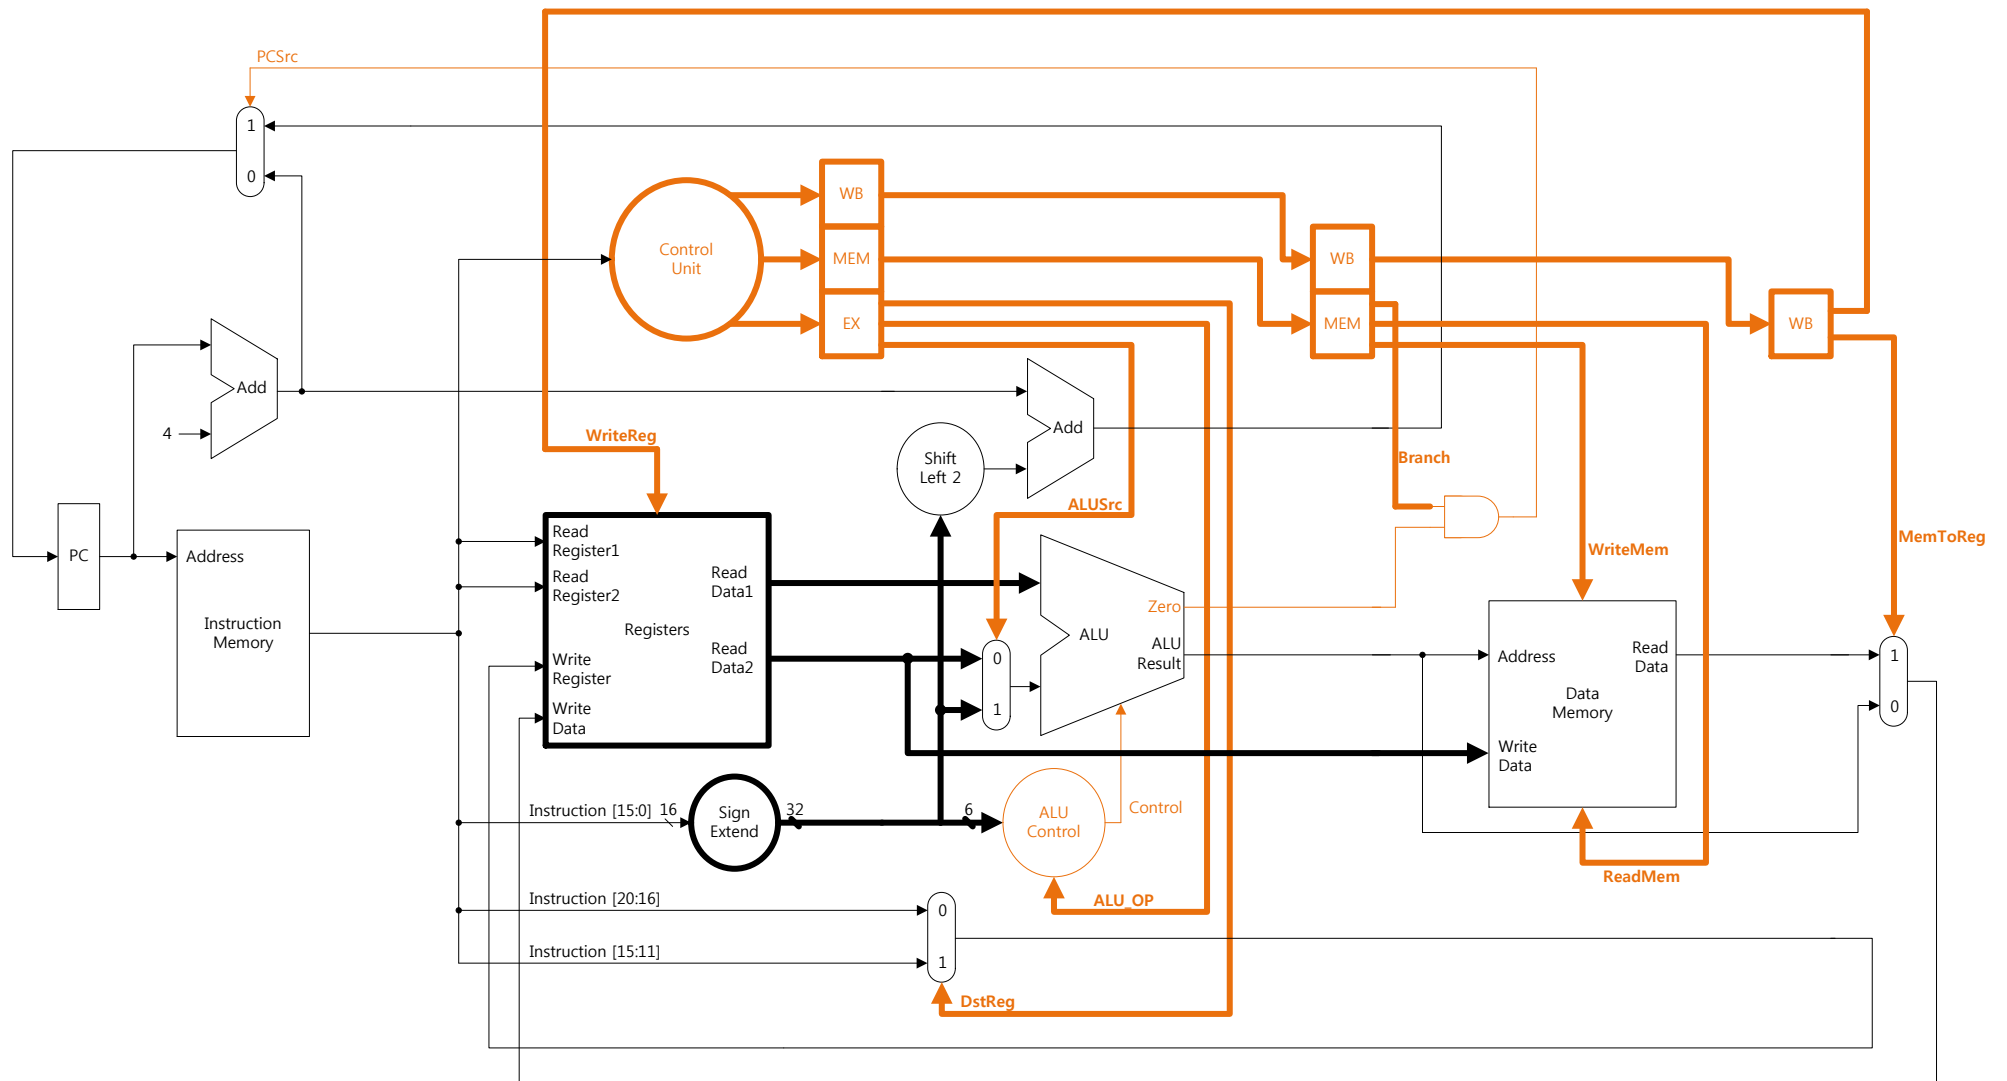 PCSrc
1
0
WB
MEM
EX
Control
Unit
WB
MEM
WB
Add
4
Add
WriteReg
Shift
Left 2
Branch
ALUSrc
PC
Address
Instruction
Memory
Read
Register1
Read
Register2
Registers
Write
Register
Write
Data
Read
Data1
Read
Data2
0
1
ALU
Zero
ALU
Result
WriteMem
MemToReg
Address
Read
Data
Data
Memory
Write
Data
1
0
Instruction [15:0]
16
Sign
Extend
32
6
ALU
Control
Control
ReadMem
Instruction [20:16]
0
ALU_OP
Instruction [15:11]
1
DstReg